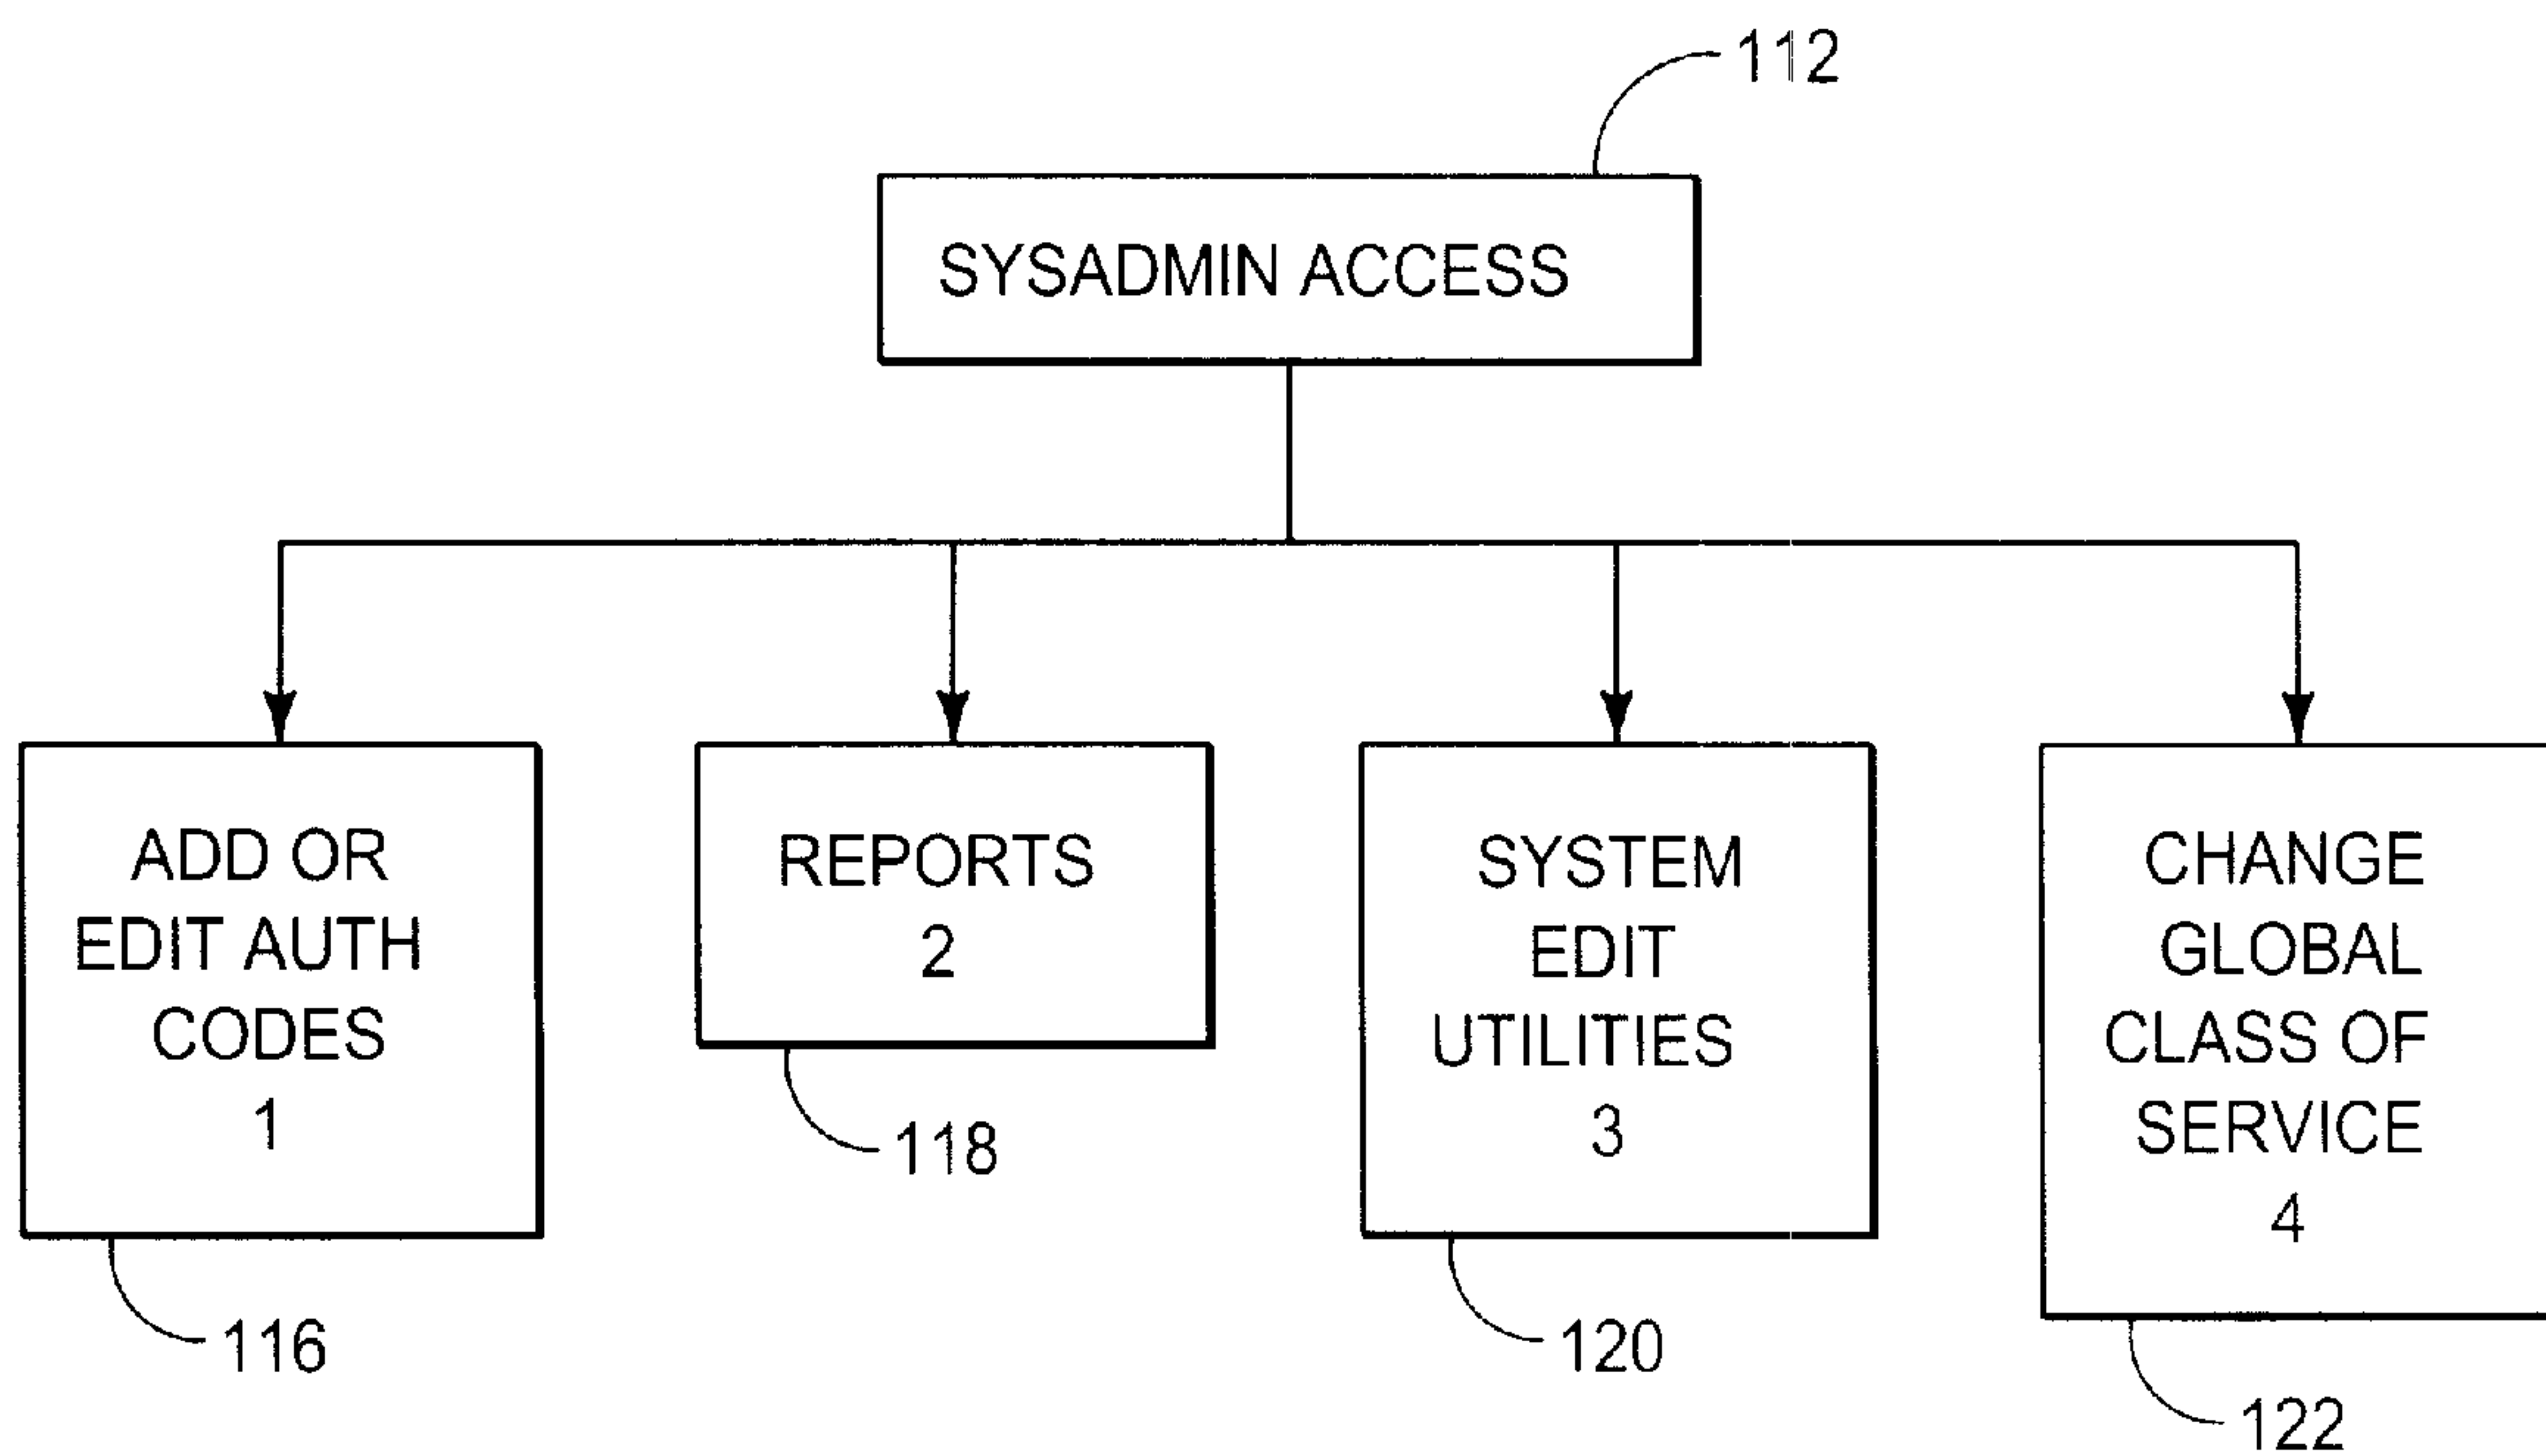 112
SYSADMIN ACCESS
ADD OR
EDIT AUTH
CODES
1
116
REPORTS
2
118
SYSTEM
EDIT
UTILITIES
3
120
CHANGE
GLOBAL
CLASS OF
SERVICE
4
122